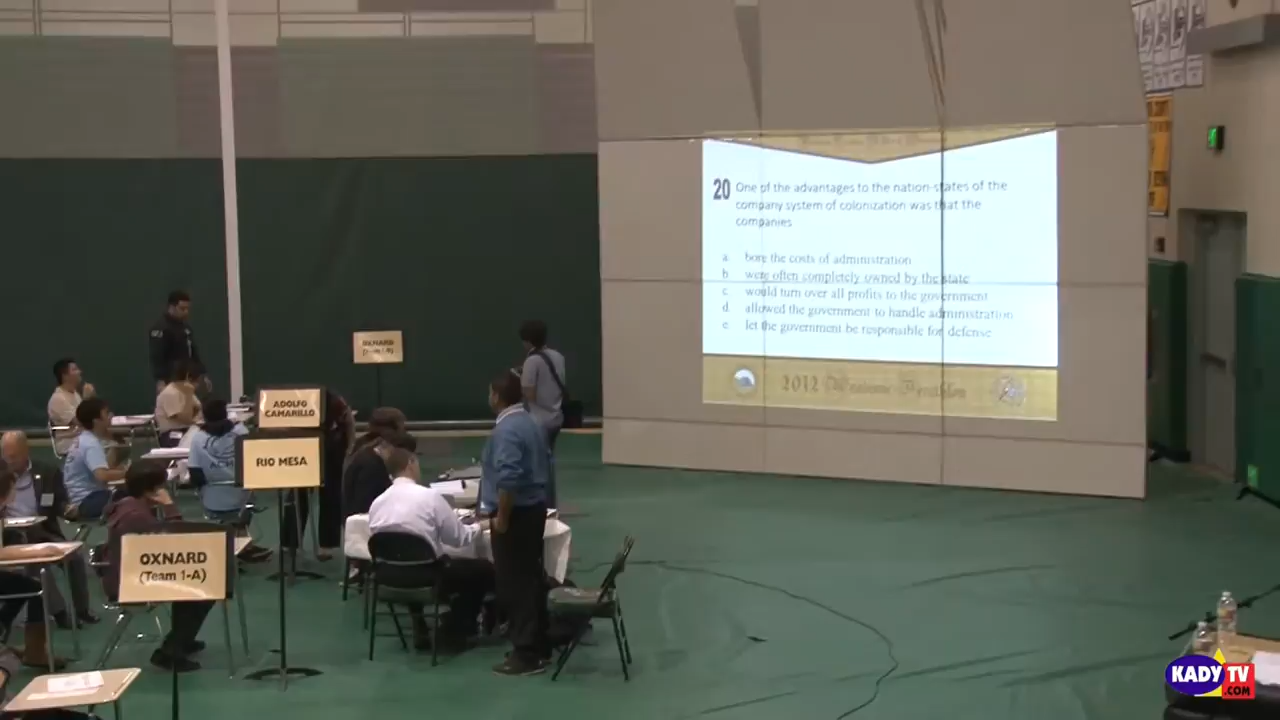 20 One of the advantages to the nation-states of the
company system of colonization was that the
companies
a. bore the costs of administration
b. were often completely owned by the state
c. would turn over all profits to the government
d. allowed the government to handle administration
e. let the government be responsible for defense
2012
OXNARD
(Team 1-B)
ADOLFO
CAMARILLO
RIO MESA
OXNARD
(Team 1-A)
KADY TV
.COM